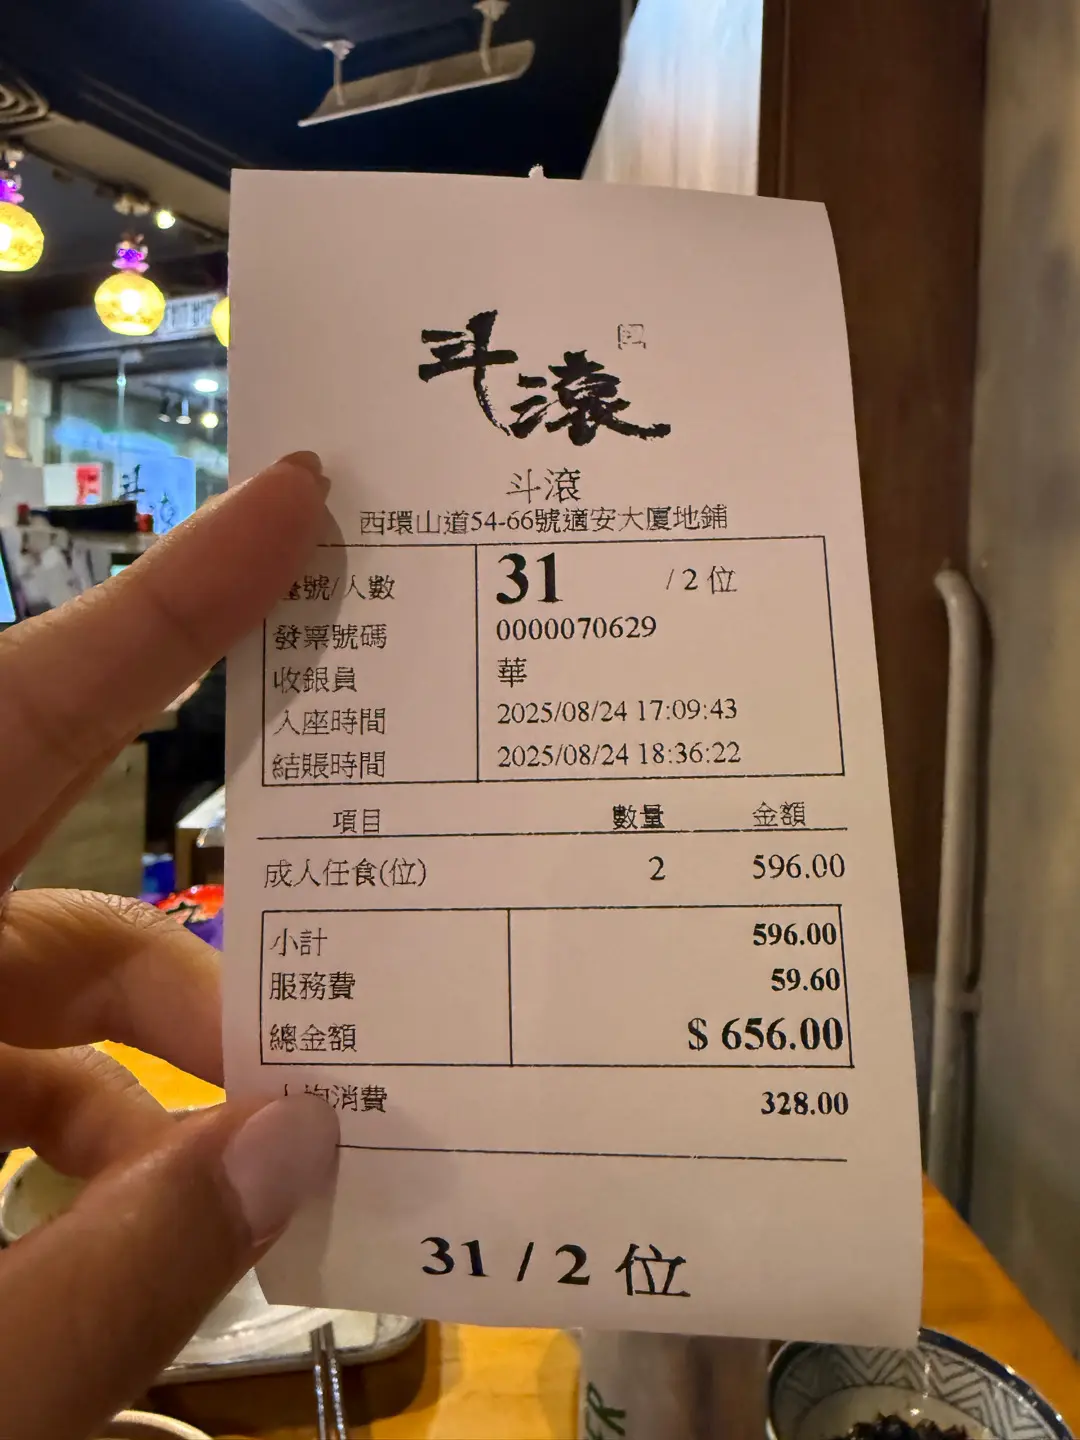 斗滾
斗滾
西環山道54-66號適安大廈地鋪
號/人數 31 / 2 位
發票號碼 0000070629
收銀員 華
入座時間 2025/08/24 17:09:43
結賬時間 2025/08/24 18:36:22
項目 數量 金額
成人任食(位) 2 596.00
小計 596.00
服務費 59.60
總金額 $ 656.00
消費 328.00
31 / 2 位
斗滾